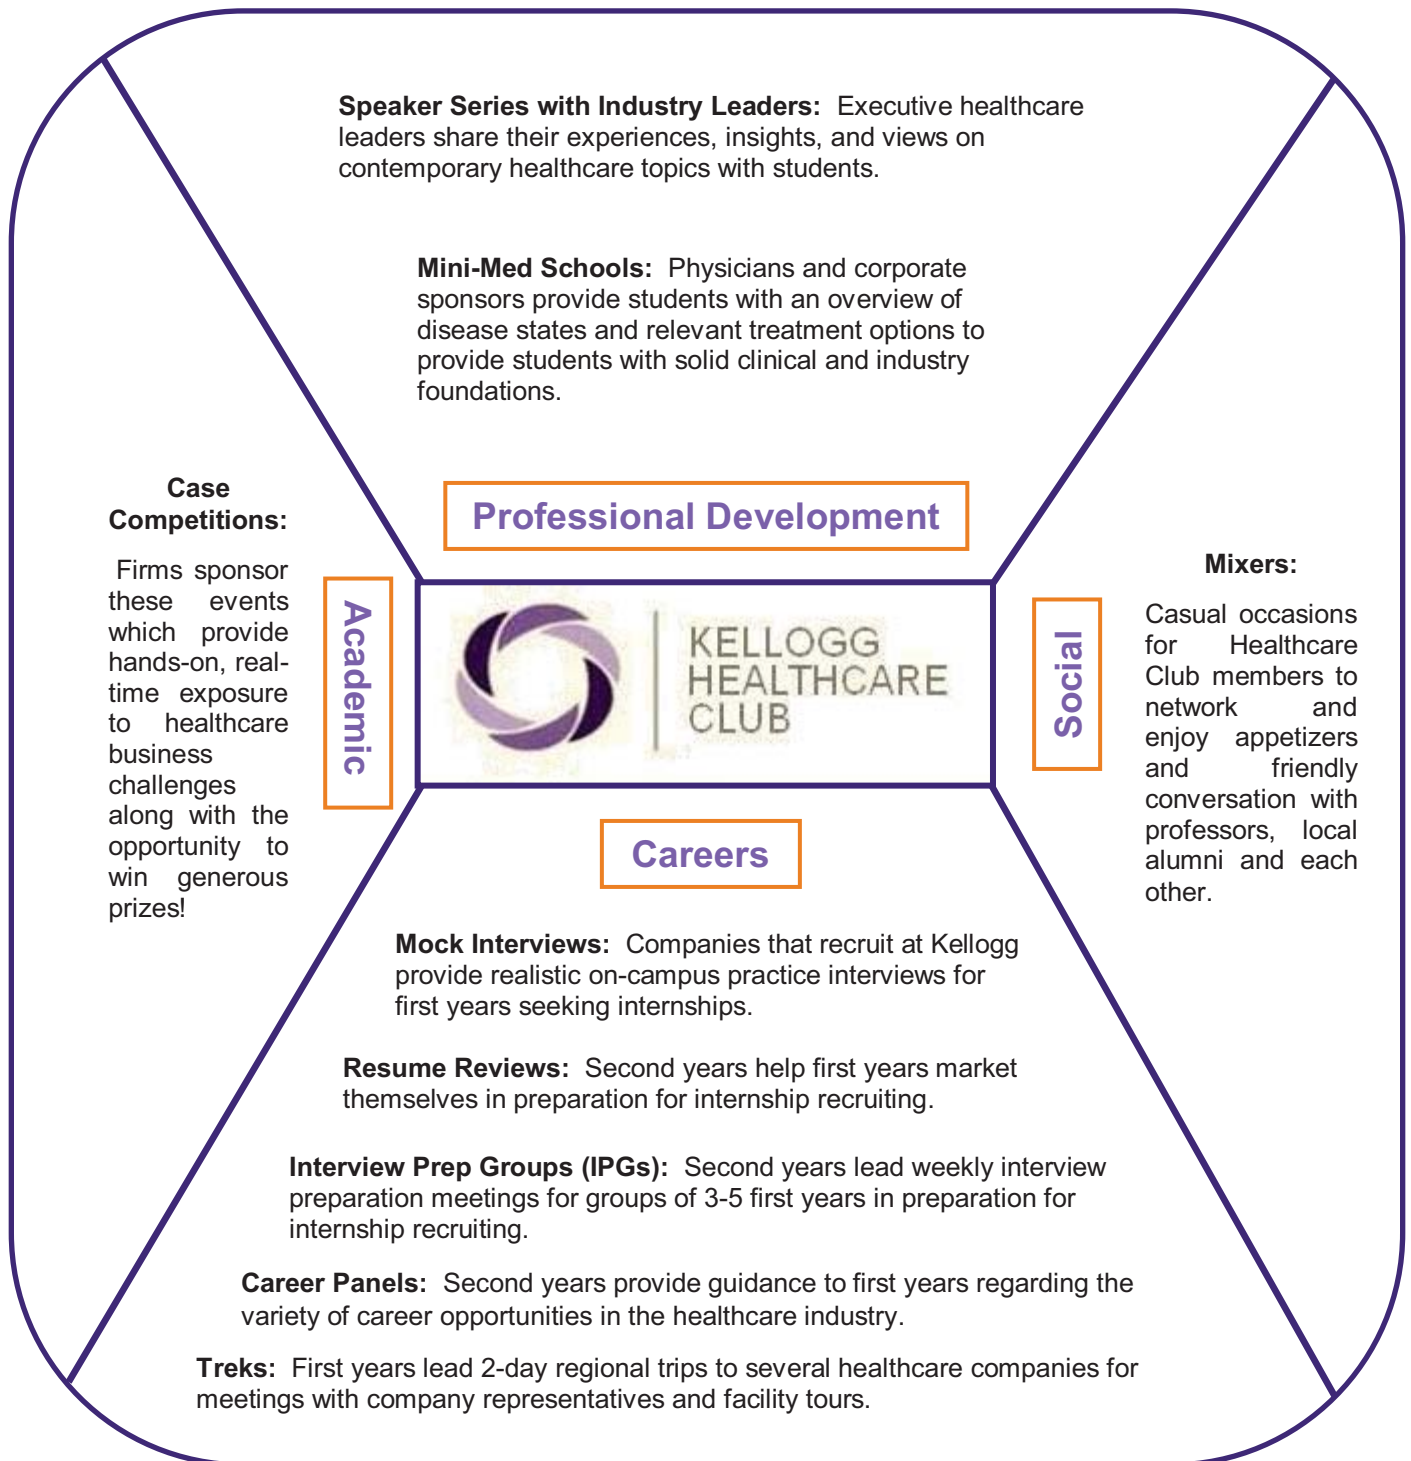 Speaker Series with Industry Leaders: Executive healthcare
leaders share their experiences, insights, and views on
contemporary healthcare topics with students.
Mini-Med Schools: Physicians and corporate
sponsors provide students with an overview of
disease states and relevant treatment options to
provide students with solid clinical and industry
foundations.
Professional Development
Case
Competitions:
Firms sponsor
these events
which provide
hands-on, real-
time exposure
to healthcare
business
challenges
along with the
opportunity to
win generous
prizes!
Academic
KELLOGG
HEALTHCARE
CLUB
Social
Mixers:
Casual occasions
for Healthcare
Club members to
network and
enjoy appetizers
and friendly
conversation with
professors, local
alumni and each
other.
Careers
Mock Interviews: Companies that recruit at Kellogg
provide realistic on-campus practice interviews for
first years seeking internships.
Resume Reviews: Second years help first years market
themselves in preparation for internship recruiting.
Interview Prep Groups (IPGs): Second years lead weekly interview
preparation meetings for groups of 3-5 first years in preparation for
internship recruiting.
Career Panels: Second years provide guidance to first years regarding the
variety of career opportunities in the healthcare industry.
Treks: First years lead 2-day regional trips to several healthcare companies for
meetings with company representatives and facility tours.